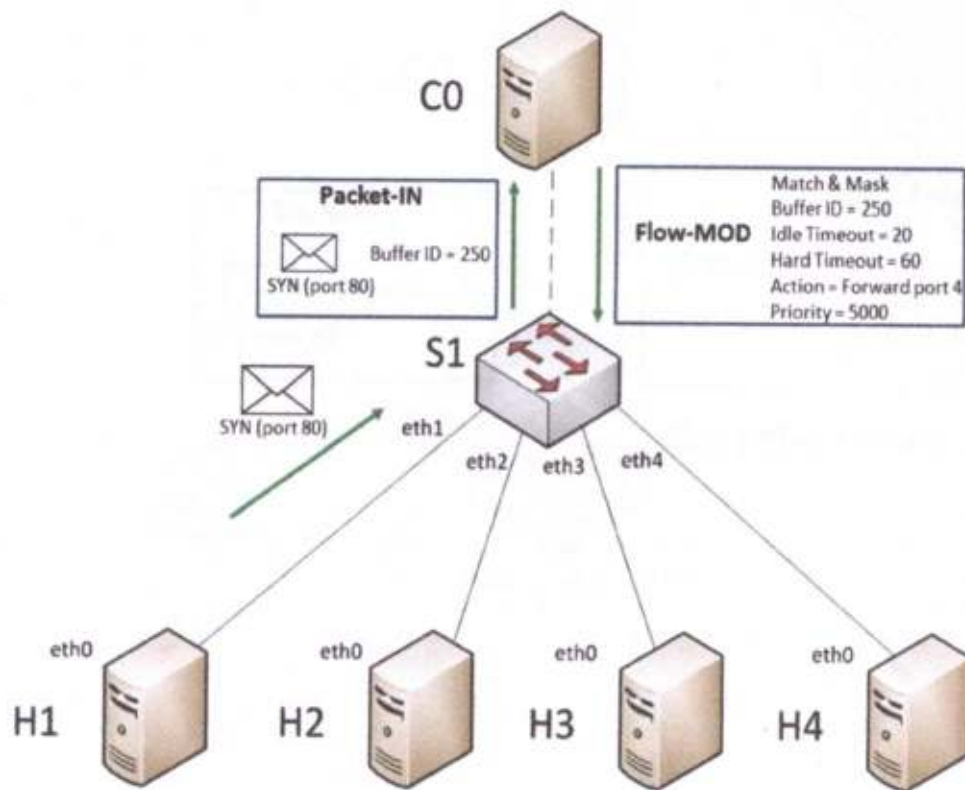 C0
Packet-IN
Buffer ID = 250
SYN (port 80)
Flow-MOD
Match & Mask
Buffer ID = 250
Idle Timeout = 20
Hard Timeout = 60
Action = Forward port 4
Priority = 5000
S1
SYN (port 80)
eth1
eth2
eth3
eth4
eth0
eth0
eth0
eth0
H1
H2
H3
H4